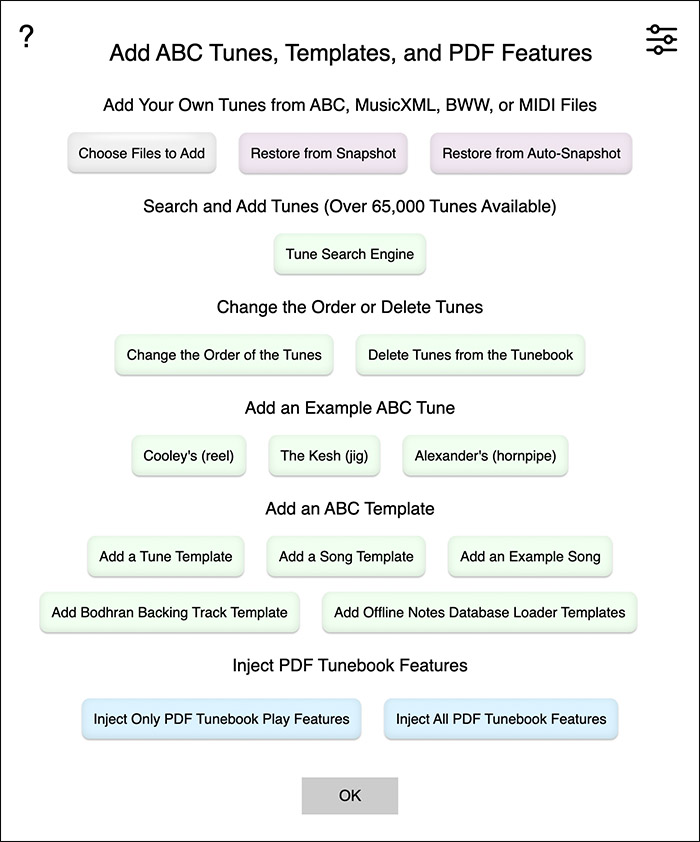 ?
Add ABC Tunes, Templates, and PDF Features
Add Your Own Tunes from ABC, MusicXML, BWW, or MIDI Files
Choose Files to Add Restore from Snapshot Restore from Auto-Snapshot
Search and Add Tunes (Over 65,000 Tunes Available)
Tune Search Engine
Change the Order or Delete Tunes
Change the Order of the Tunes Delete Tunes from the Tunebook
Add an Example ABC Tune
Cooley's (reel) The Kesh (jig) Alexander's (hornpipe)
Add an ABC Template
Add a Tune Template Add a Song Template Add an Example Song
Add Bodhran Backing Track Template Add Offline Notes Database Loader Templates
Inject PDF Tunebook Features
Inject Only PDF Tunebook Play Features Inject All PDF Tunebook Features
OK